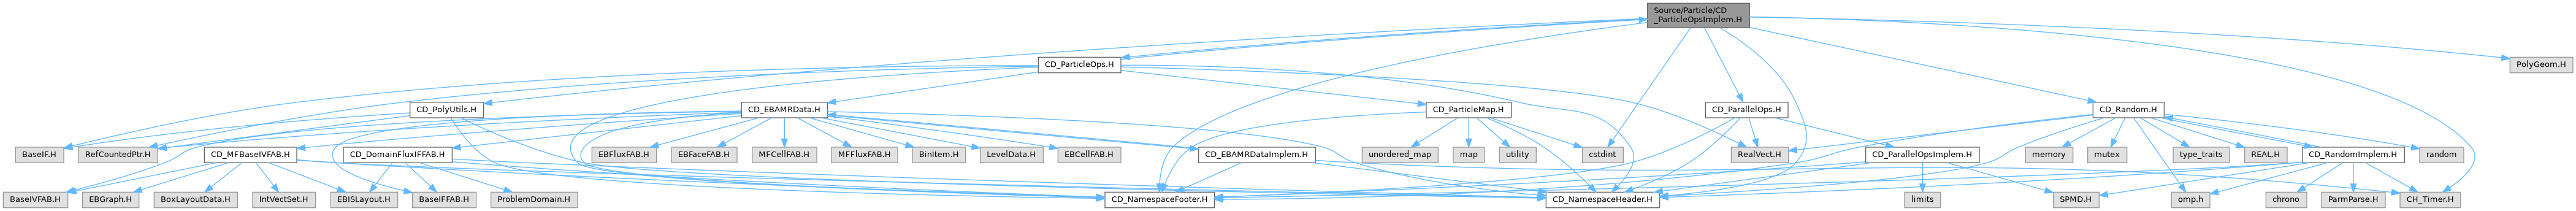 Source/Particle/CD
_ParticleOpsImplem.H
CD_ParticleOps.H
PolyGeom.H
CD_PolyUtils.H
CD_EBAMRData.H
CD_ParticleMap.H
CD_ParallelOps.H
CD_Random.H
BaseIF.H
RefCountedPtr.H
CD_MFBaseIVFAB.H
CD_DomainFluxIFFAB.H
EBFluxFAB.H
EBFaceFAB.H
MFCellFAB.H
MFFluxFAB.H
BinItem.H
LevelData.H
EBCellFAB.H
CD_EBAMRDataImplem.H
unordered_map
map
utility
cstdint
RealVect.H
CD_ParallelOpsImplem.H
memory
mutex
type_traits
REAL.H
CD_RandomImplem.H
random
BaseIVFAB.H
EBGraph.H
BoxLayoutData.H
IntVectSet.H
EBISLayout.H
BaseIFFAB.H
ProblemDomain.H
CD_NamespaceFooter.H
CD_NamespaceHeader.H
limits
SPMD.H
omp.h
chrono
ParmParse.H
CH_Timer.H